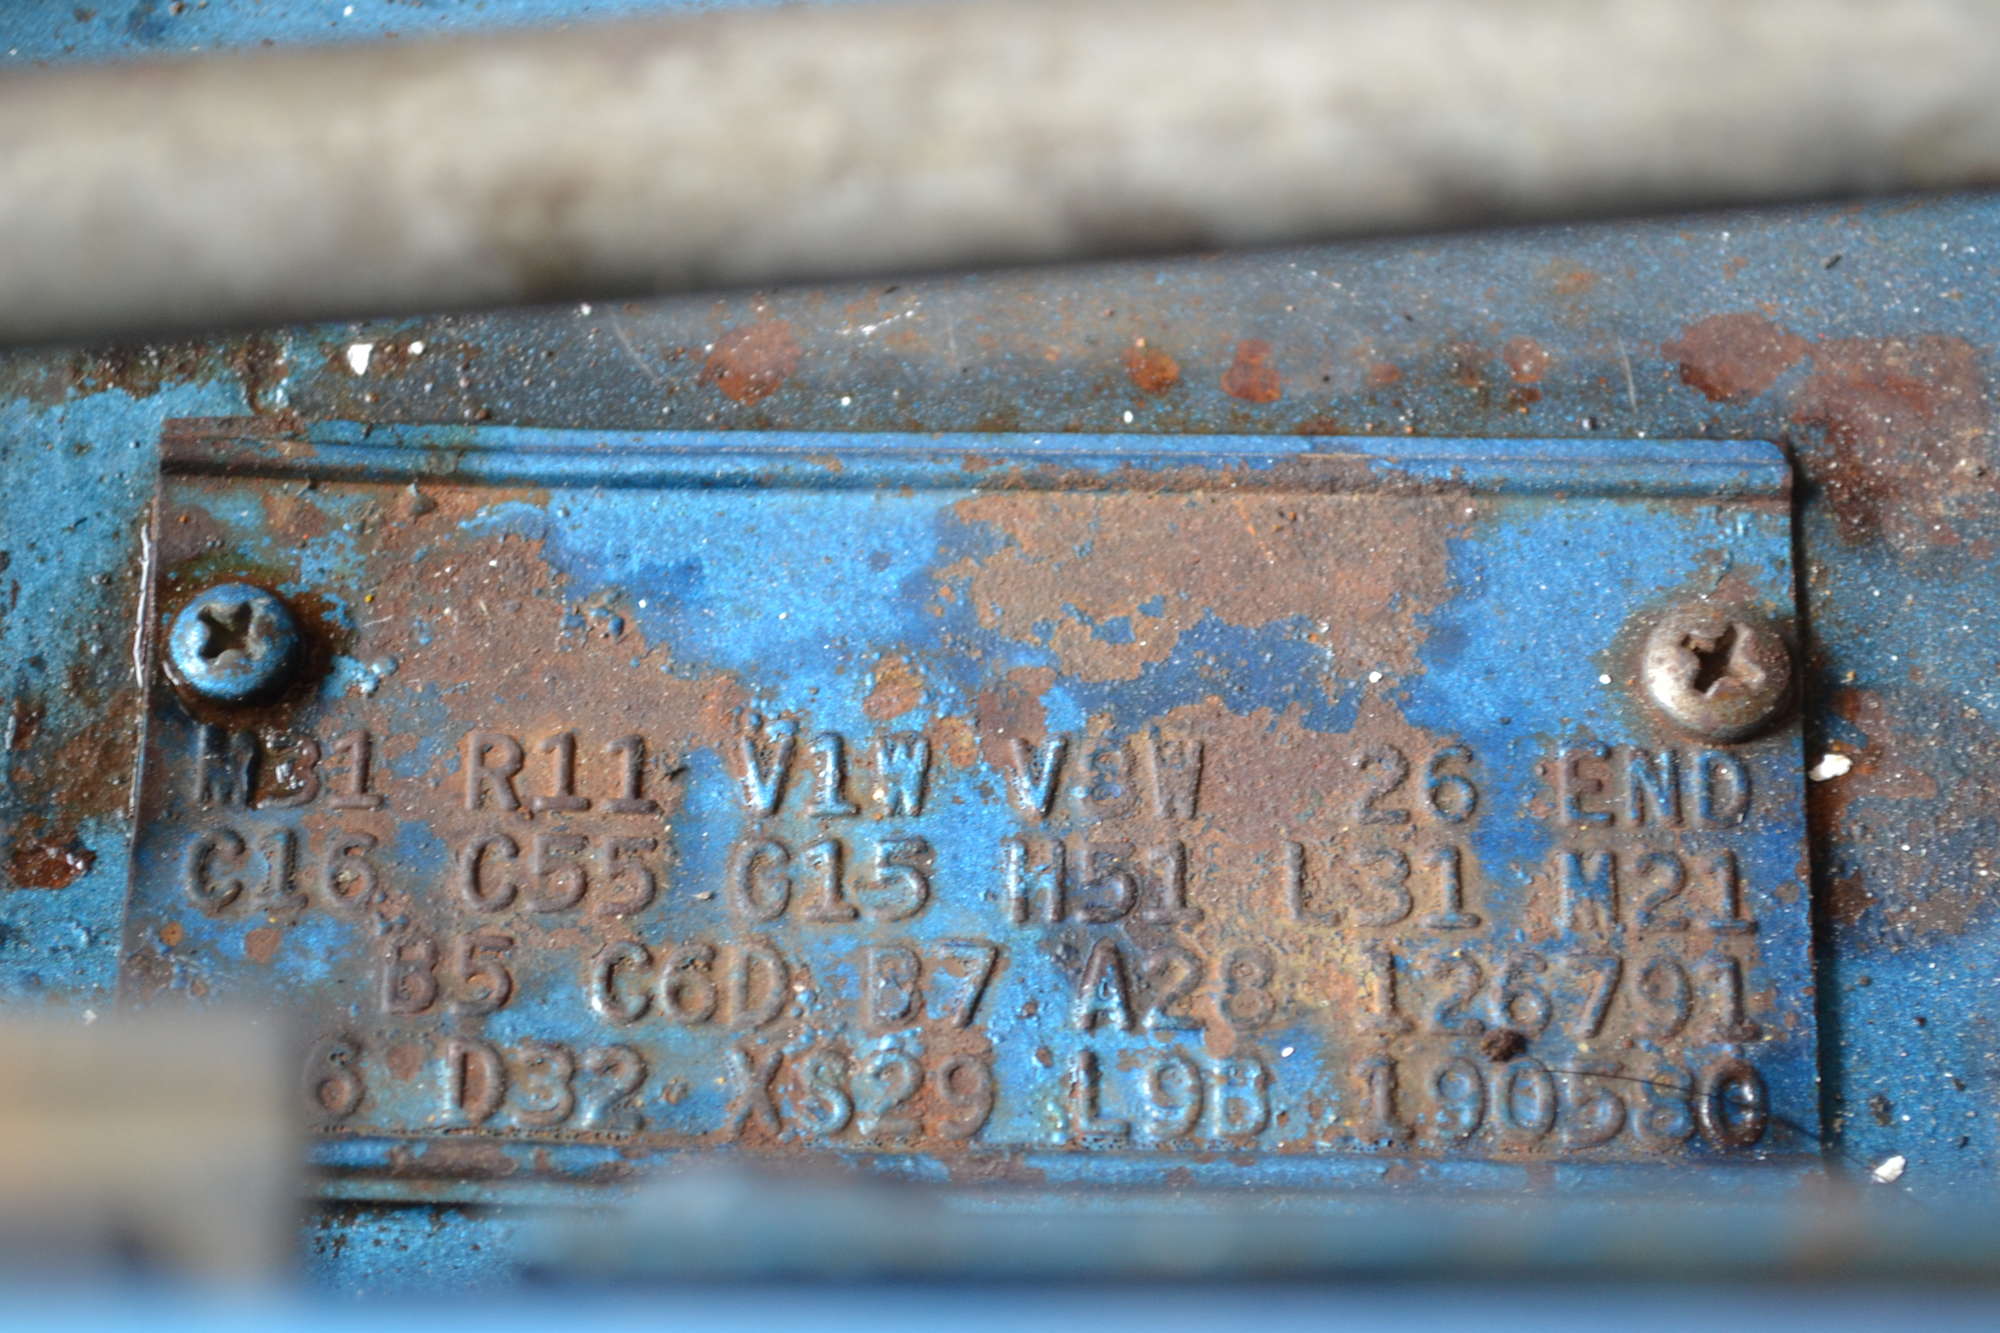 M31 R11 V1W V8W 26 END
C16 C55 G15 H51 L31 M21
B5 C6D B7 A28 126791
6 D32 XS29 L9B 190580